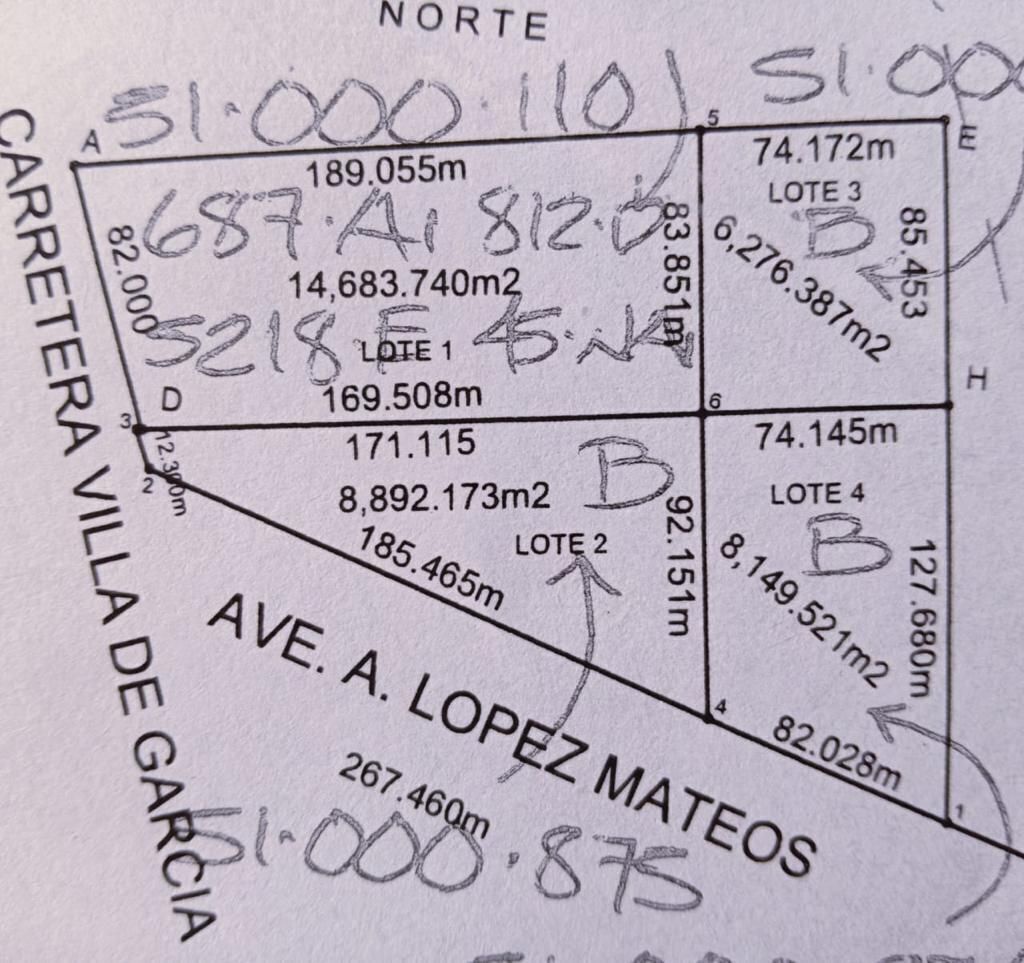 NORTE
51.000.110
51.00
A
5
E
189.055m
74.172m
LOTE 3
687.A
812.D
D
82.000
83.851m
85.453
6,276.387m2
14,683.740m2
5218 E 45
LOTE 1
H
D
169.508m
3
6
171.115
74.145m
12.300m
2
B
8,892.173m2
LOTE 4
LOTE 2
B
185.465m
92.151m
8,149.521m2
127.680m
CARRETERA VILLA DE GARCIA
AVE. A. LOPEZ MATEOS
4
82.028m
1
267.460m
51.000.875